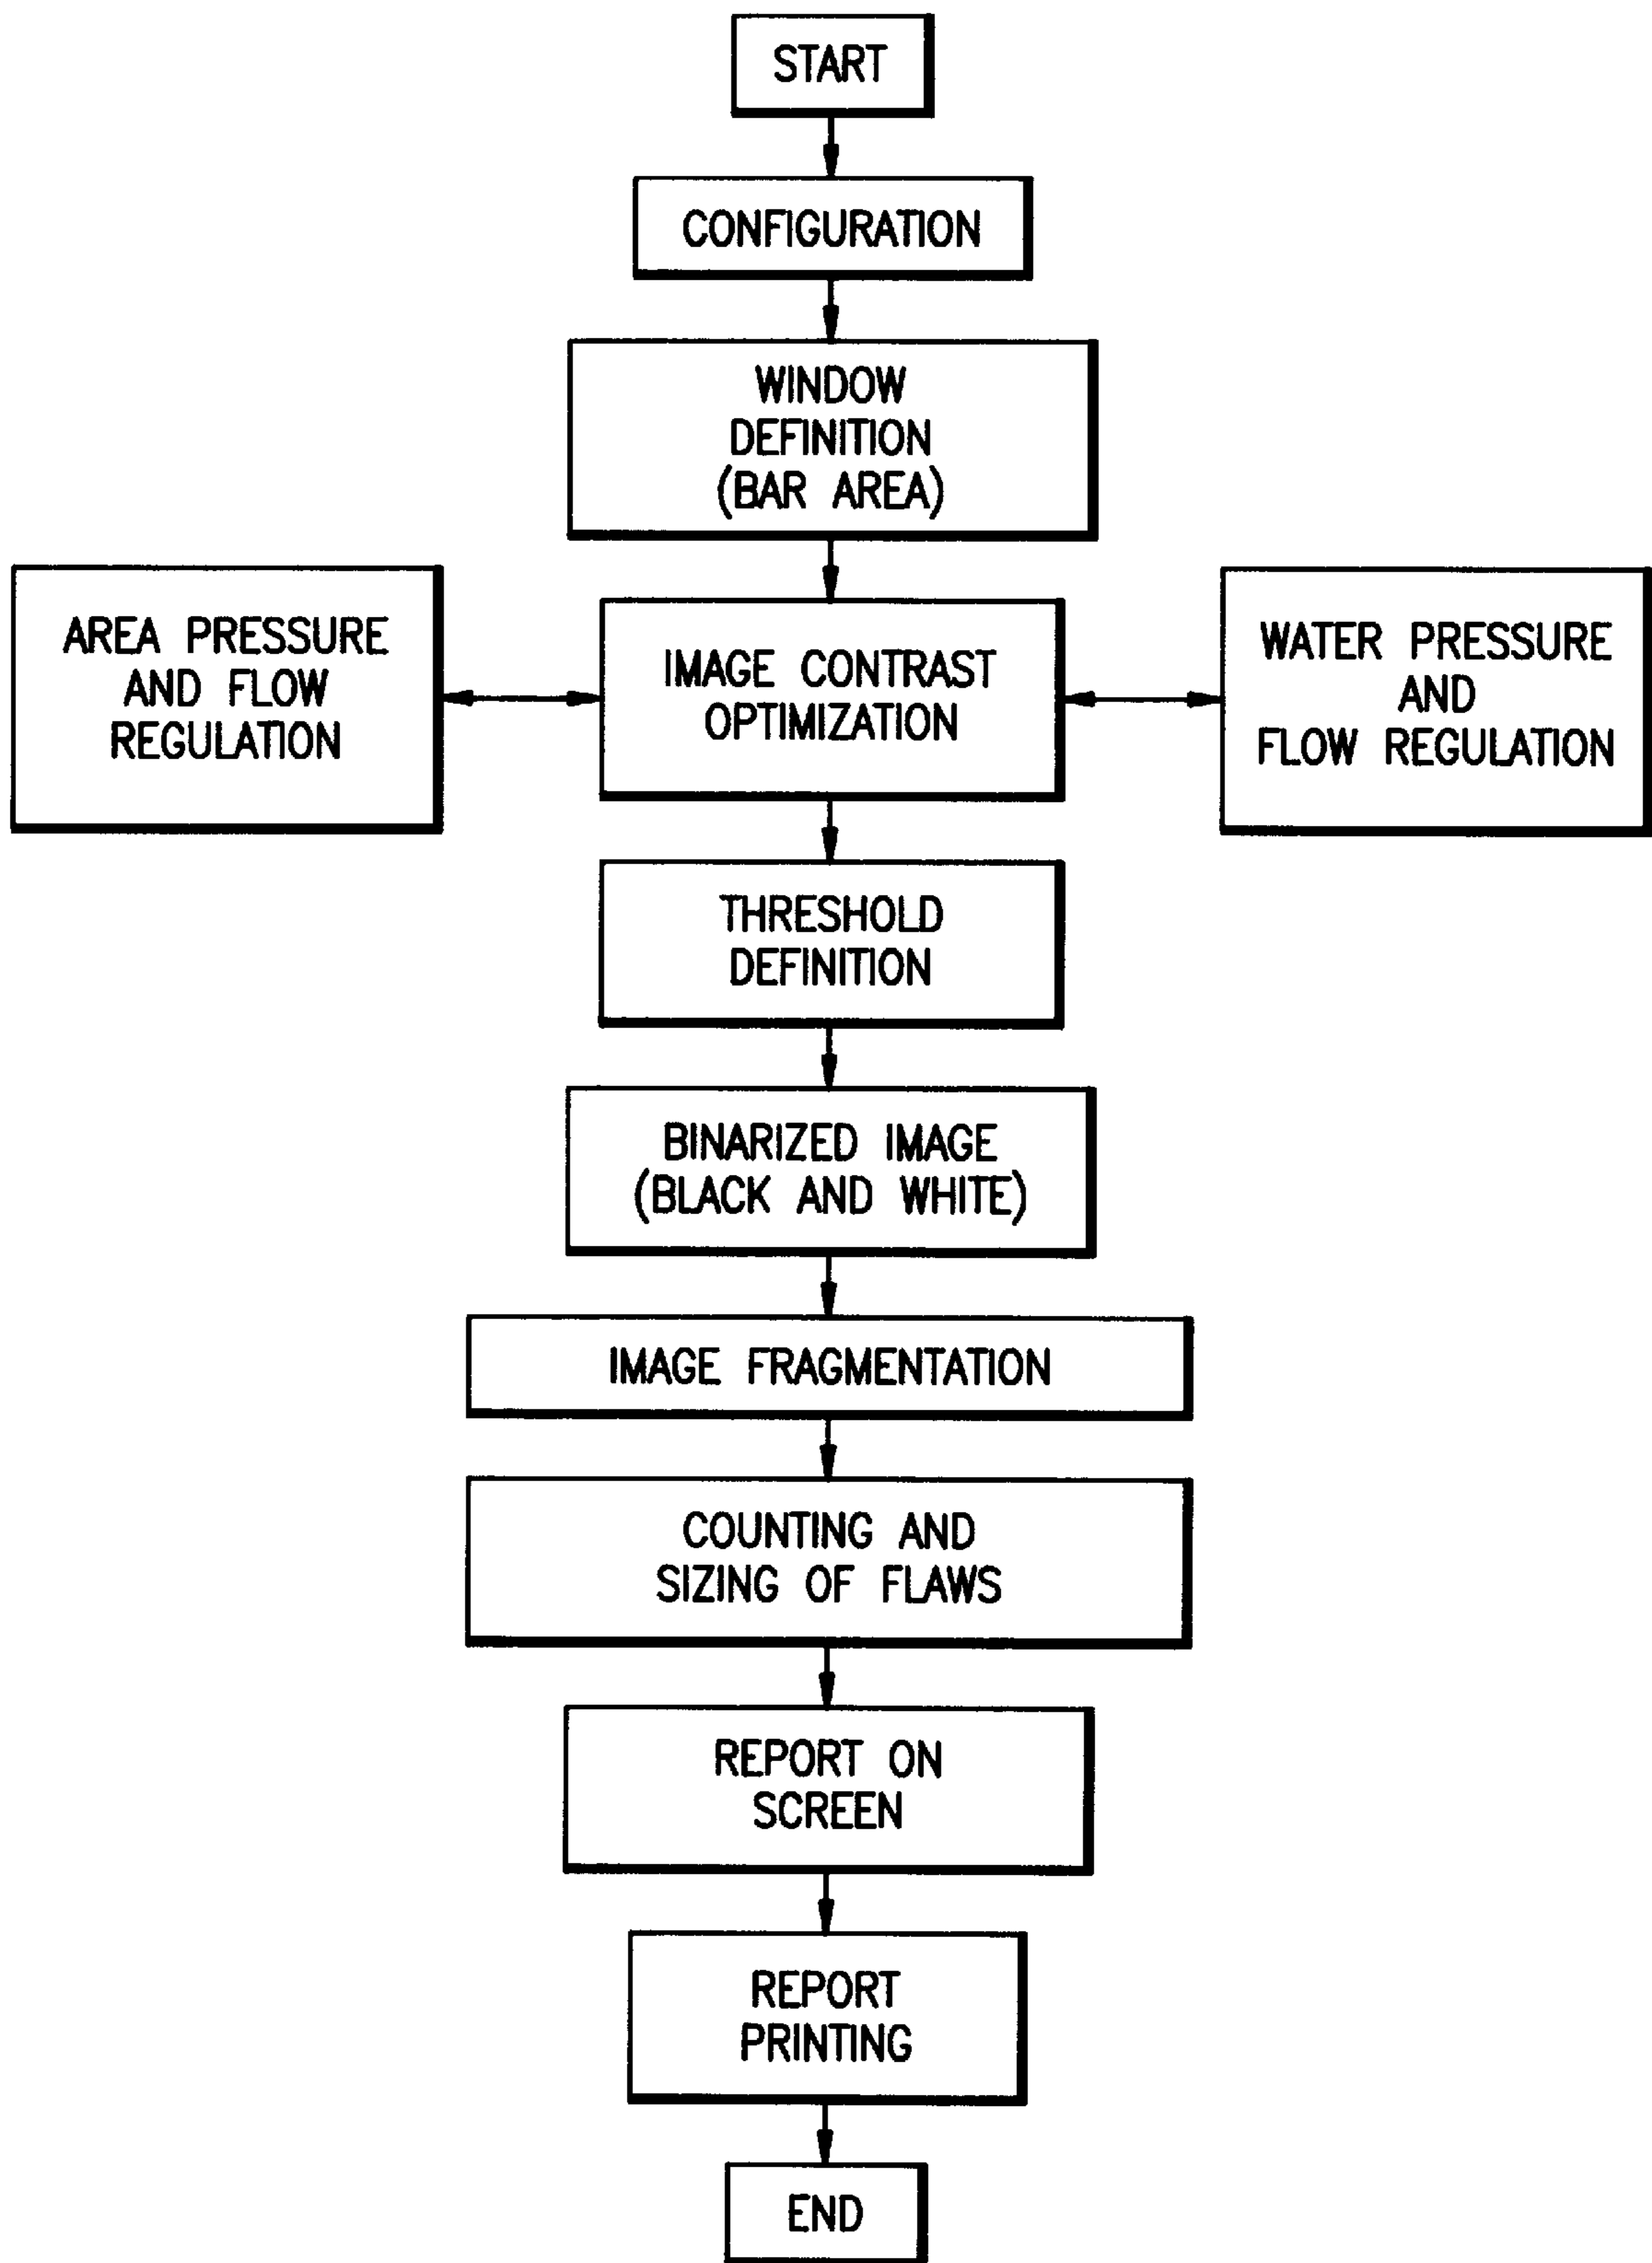 START
CONFIGURATION
WINDOW
DEFINITION
(BAR AREA)
AREA PRESSURE
AND FLOW
REGULATION
IMAGE CONTRAST
OPTIMIZATION
WATER PRESSURE
AND
FLOW REGULATION
THRESHOLD
DEFINITION
BINARIZED IMAGE
(BLACK AND WHITE)
IMAGE FRAGMENTATION
COUNTING AND
SIZING OF FLAWS
REPORT ON
SCREEN
REPORT
PRINTING
END